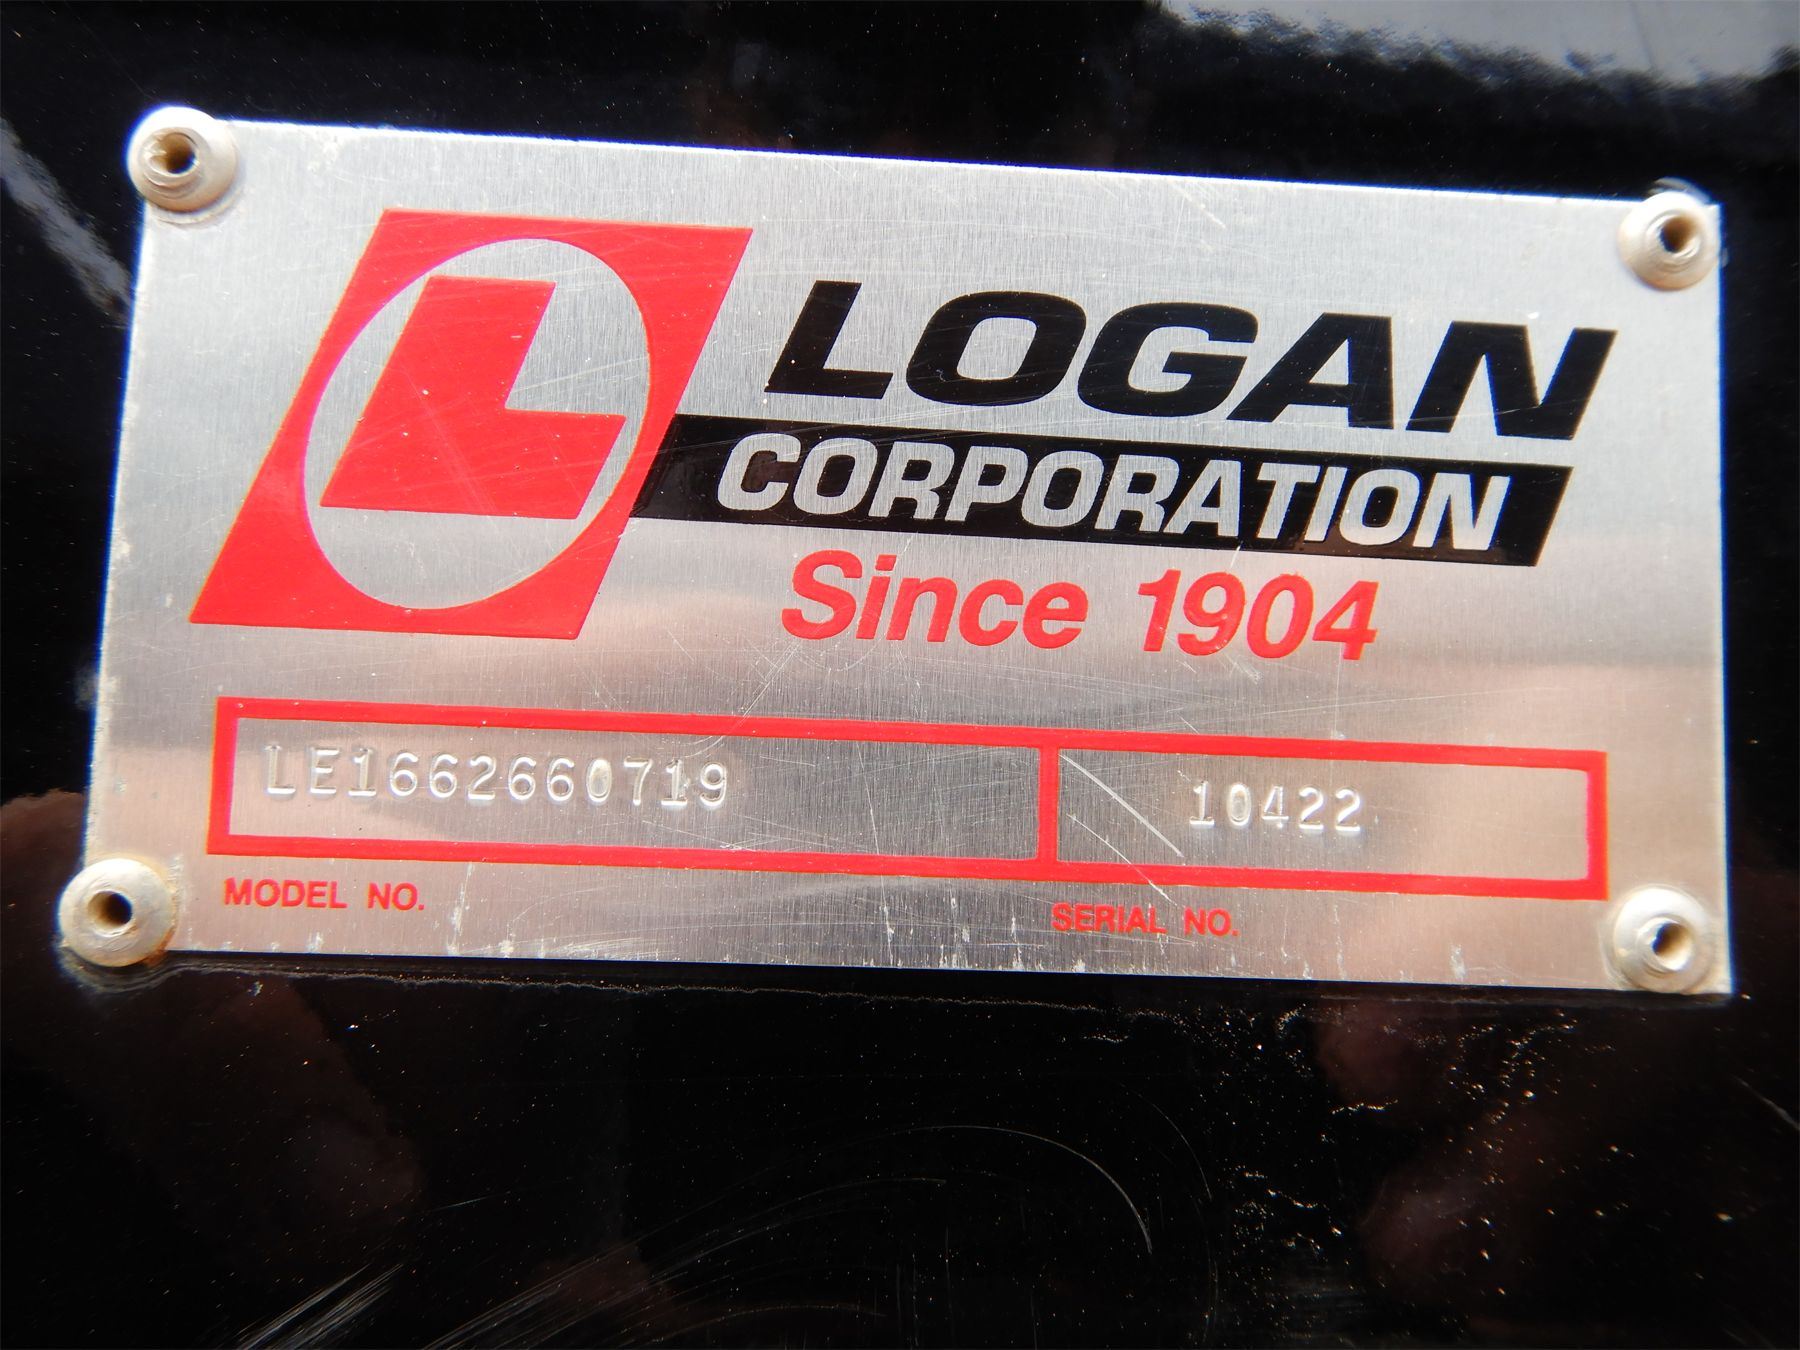 L
LOGAN
CORPORATION
Since 1904
LE1662660719
10422
MODEL NO.
SERIAL NO.